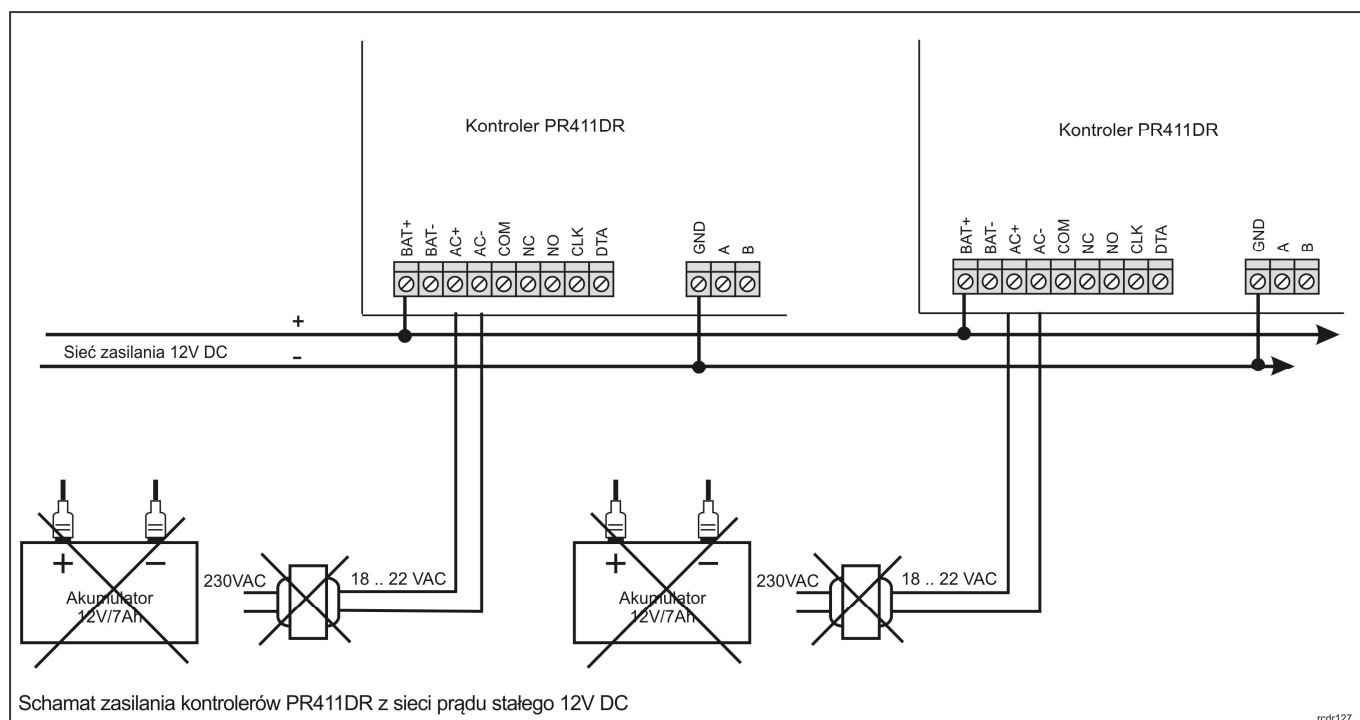 Kontroler PR411DR
Kontroler PR411DR
BAT+
BAT-
AC+
AC-
COM
NC
NO
CLK
DTA
GND
A
B
BAT+
BAT-
AC+
AC-
COM
NC
NO
CLK
DTA
GND
A
B
+
Sieć zasilania 12V DC
-
+
−
Akumulator
12V/7Ah
230VAC
18 .. 22 VAC
+
−
Akumulator
12V/7Ah
230VAC
18 .. 22 VAC
Schamat zasilania kontrolerów PR411DR z sieci prądu stałego 12V DC
rcdr127